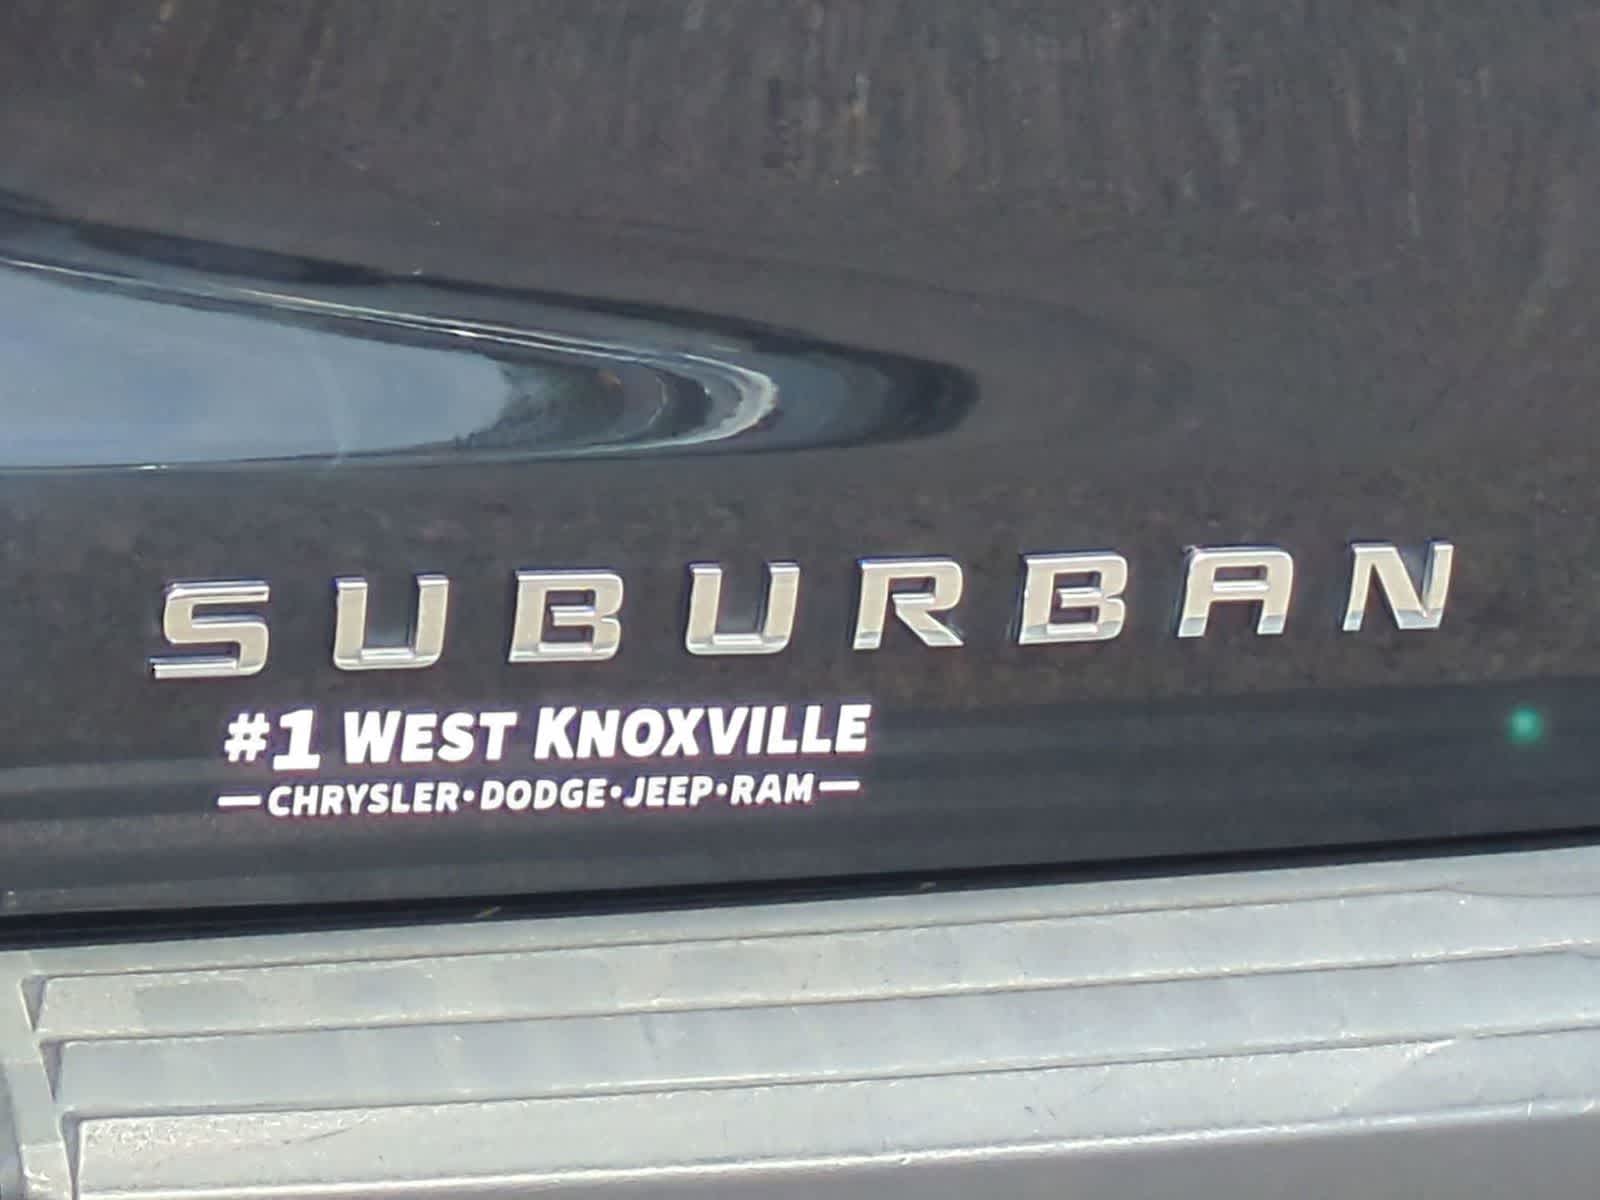 SUBURBAN
#1 WEST KNOXVILLE
—CHRYSLER•DODGE•JEEP•RAM—